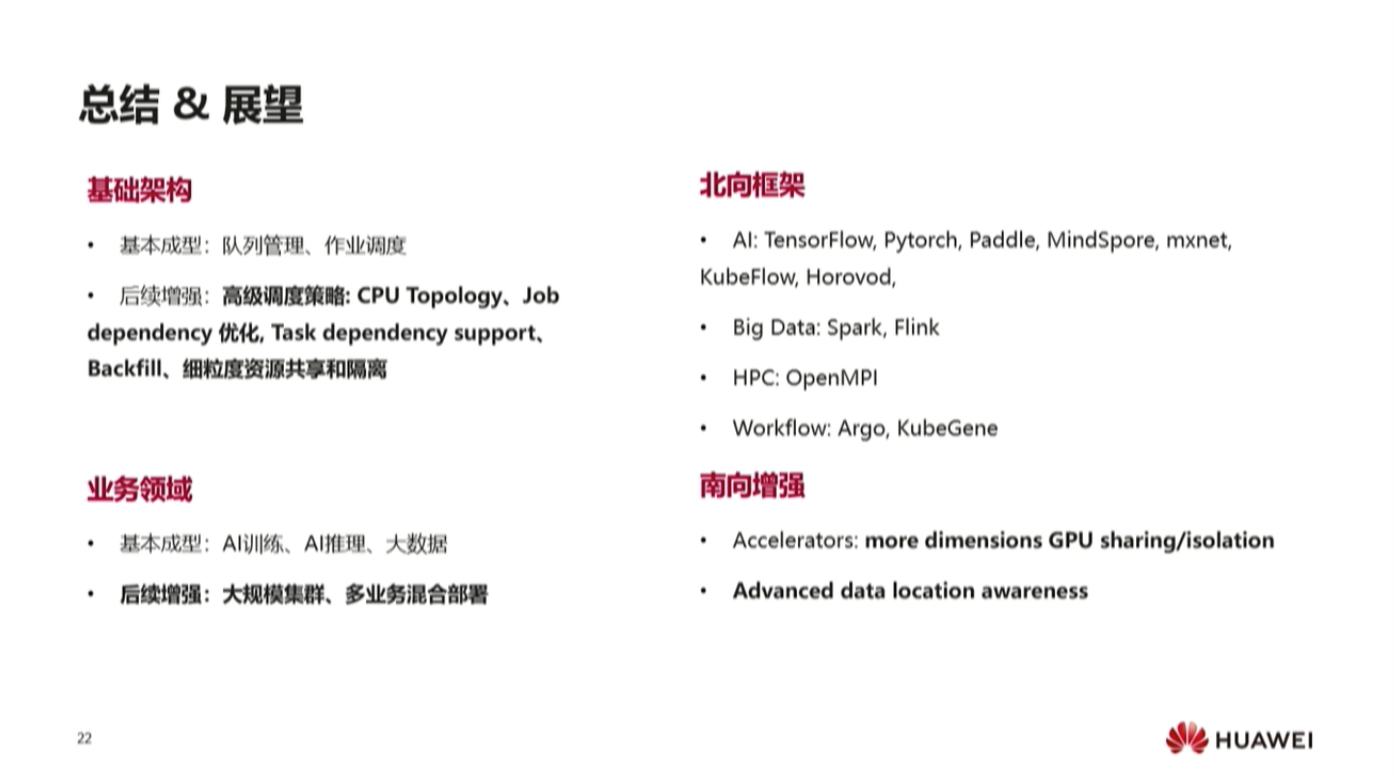 总结 & 展望
基础架构
• 基本成型：队列管理、作业调度
• 后续增强：高级调度策略: CPU Topology、Job
dependency 优化, Task dependency support、
Backfill、细粒度资源共享和隔离
业务领域
• 基本成型：AI训练、AI推理、大数据
• 后续增强：大规模集群、多业务混合部署
北向框架
• AI: TensorFlow, Pytorch, Paddle, MindSpore, mxnet,
KubeFlow, Horovod,
• Big Data: Spark, Flink
• HPC: OpenMPI
• Workflow: Argo, KubeGene
南向增强
• Accelerators: more dimensions GPU sharing/isolation
• Advanced data location awareness
22
HUAWEI